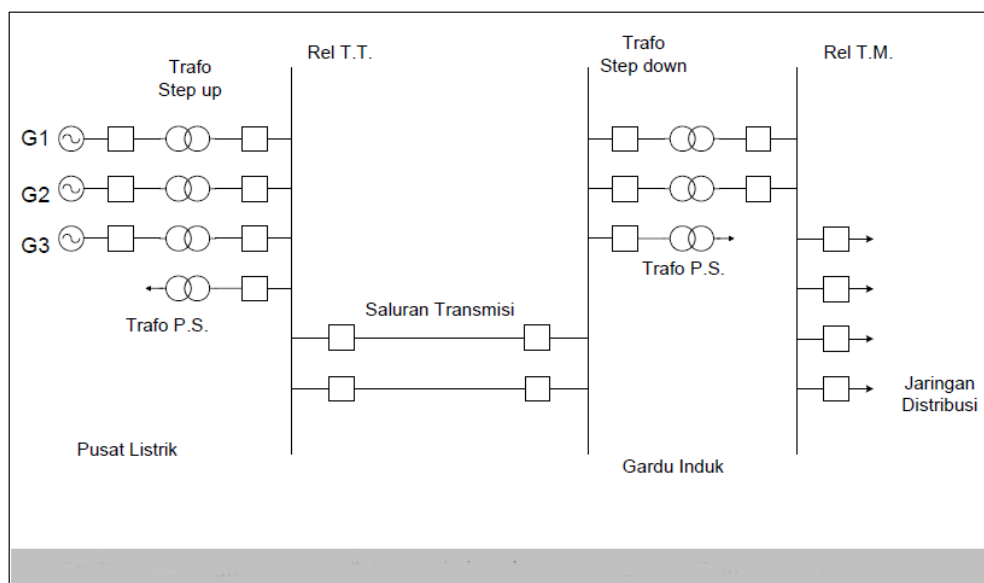 Trafo
Step up
Rel T.T.
Trafo
Step down
Rel T.M.
G1
G2
G3
Trafo P.S.
Trafo P.S.
Saluran Transmisi
Jaringan
Distribusi
Pusat Listrik
Gardu Induk